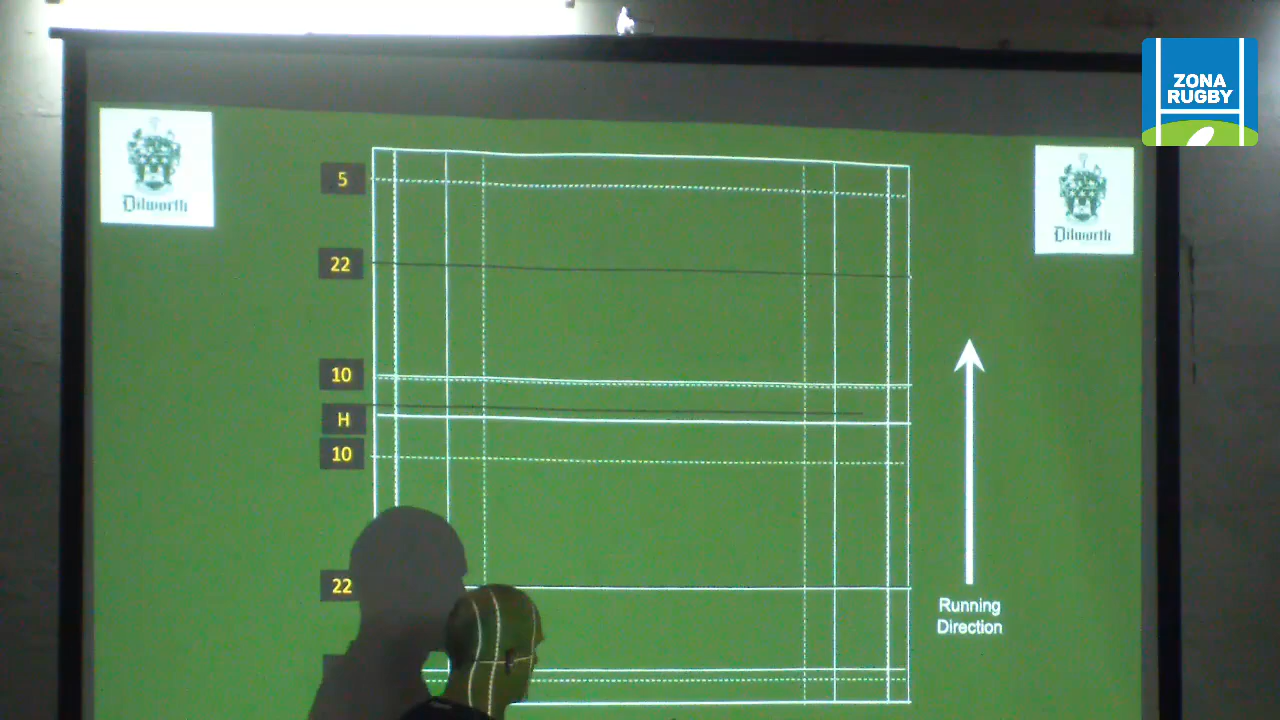 ZONA
RUGBY
Dilworth
Dilworth
5
22
10
H
10
22
Running
Direction